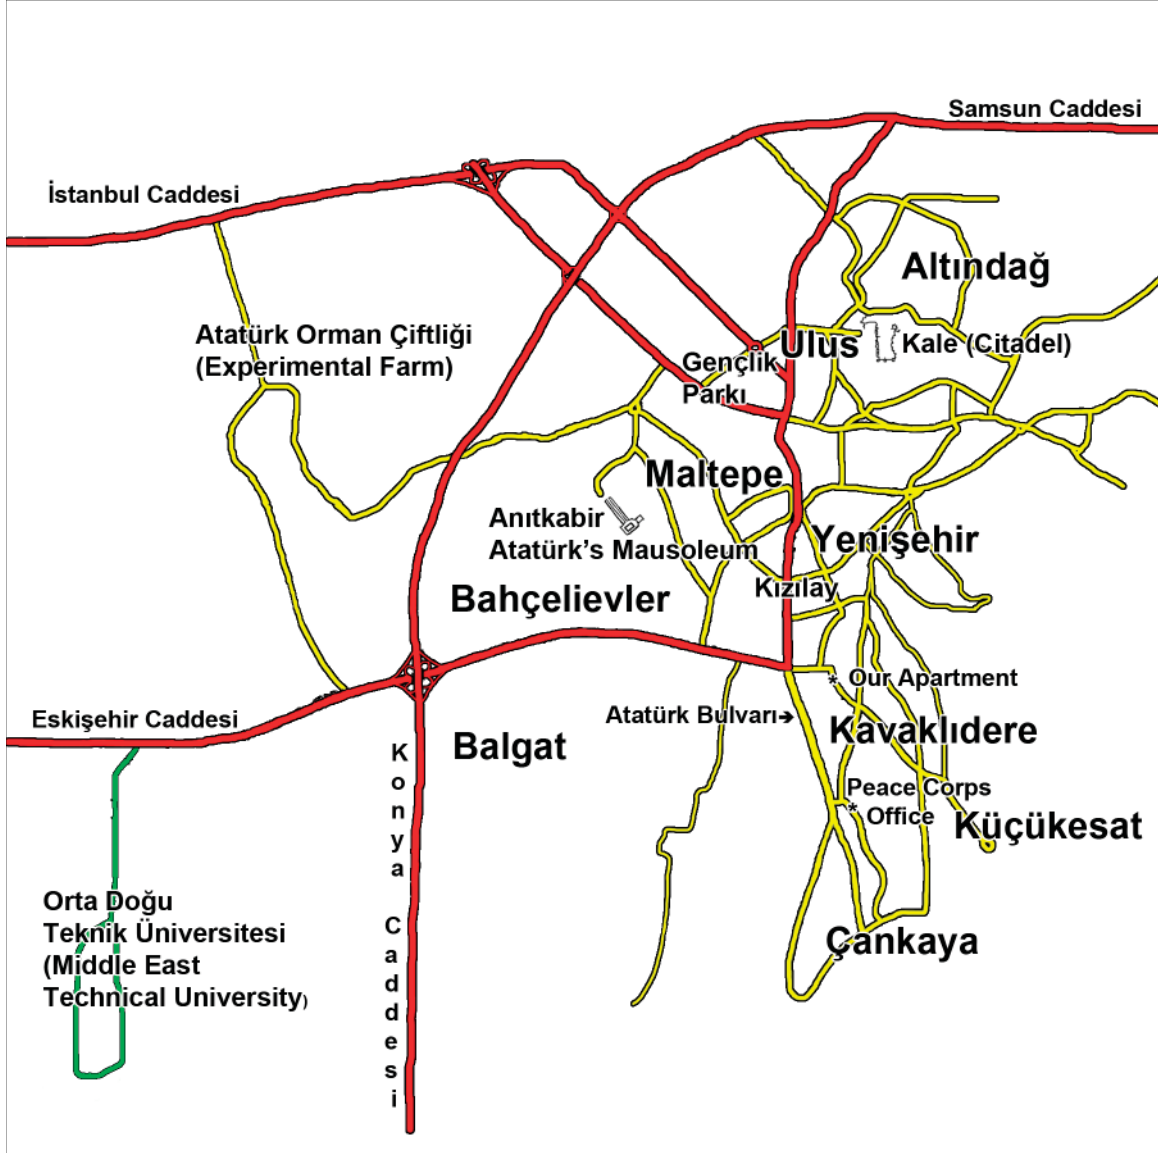 Samsun Caddesi
İstanbul Caddesi
Altındağ
Atatürk Orman Çiftliği
(Experimental Farm)
Ulus
Kale (Citadel)
Gençlik
Parkı
Maltepe
Anıtkabir
Atatürk’s Mausoleum
Yenişehir
Kızılay
Bahçelievler
* Our Apartment
Eskişehir Caddesi
Atatürk Bulvarı➔
Kavaklıdere
Balgat
Konya Caddesi
Peace Corps
* Office
Küçükesat
Orta Doğu
Teknik Üniversitesi
(Middle East
Technical University)
Çankaya